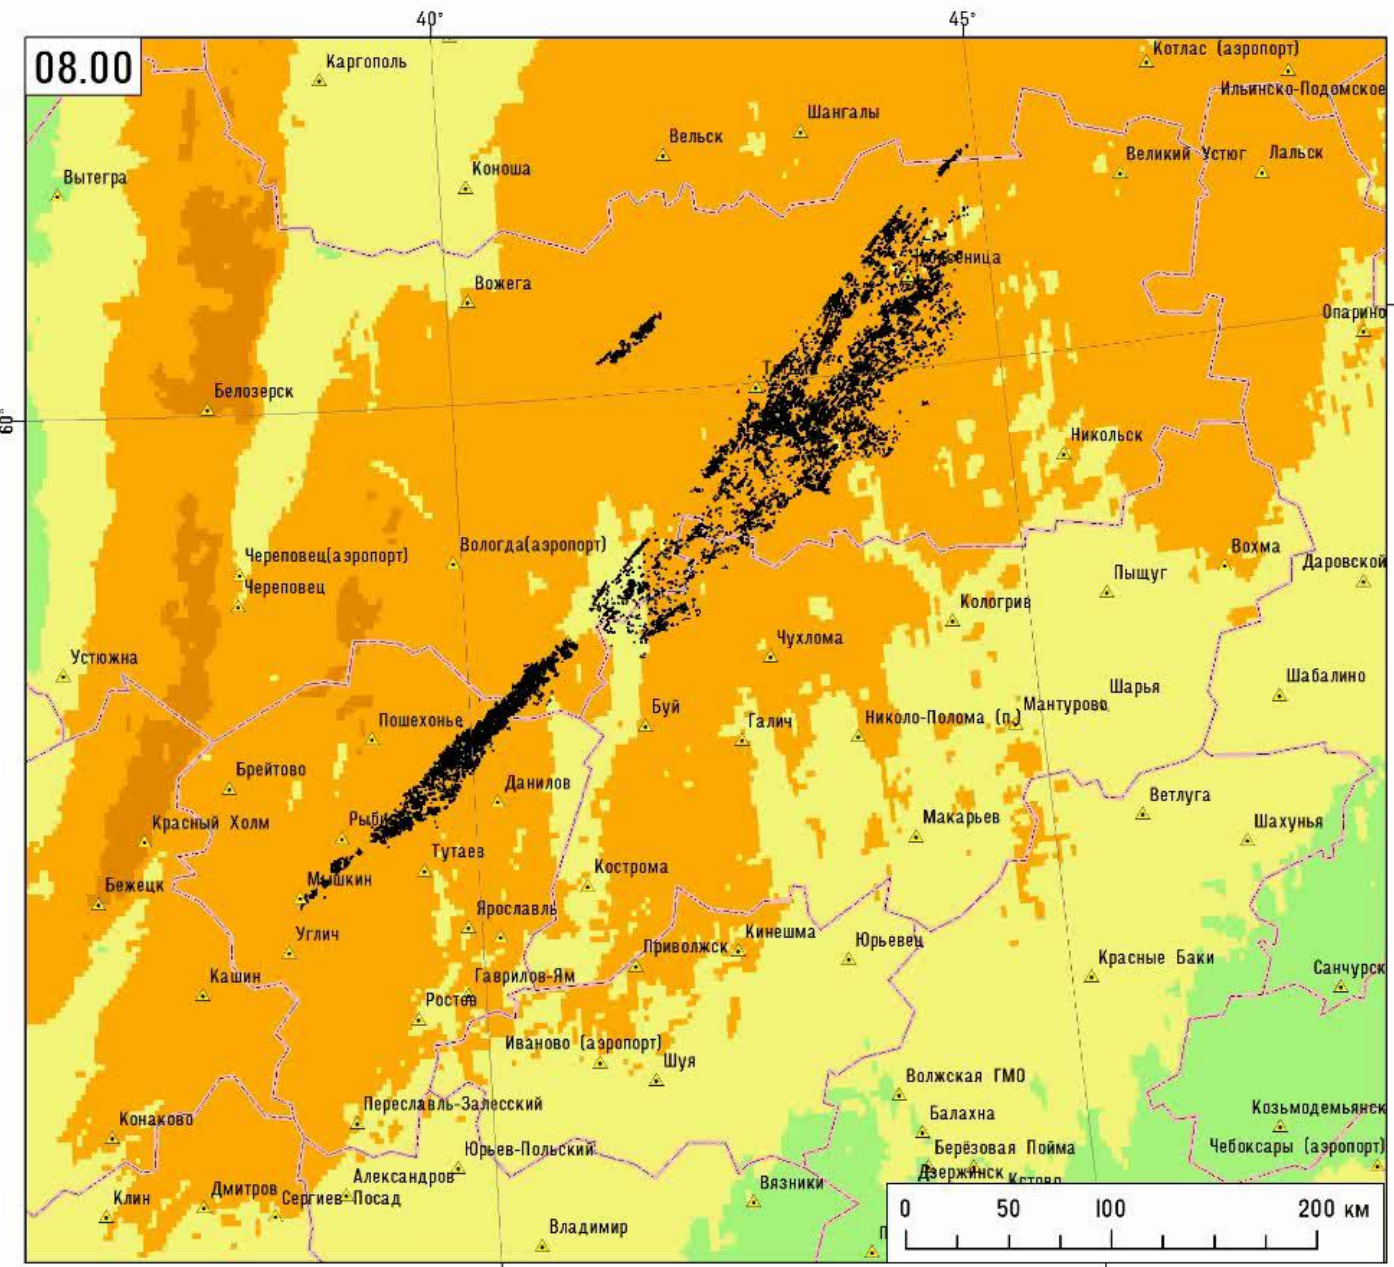 40°
45°
08.00
Каргополь
Котлас (аэропорт)
Ильинско-Подомское
Шангалы
Вельск
Великий Устюг
Лальск
Вытегра
Коноша
Вожега
Опарино
60°
Белозерск
Никольск
Череповец(аэропорт)
Вологда(аэропорт)
Вохма
Даровской
Череповец
Пыщуг
Кологрив
Чухлома
Устюжна
Шабалино
Шарья
Мантурово
Буй
Галич
Николо-Полома (п.)
Пошехонье
Брейтово
Данилов
Ветлуга
Красный Холм
Рыби
Макарьев
Шахунья
Тутаев
Кострома
Мышкин
Бежецк
Ярославль
Углич
Кинешма
Приволжск
Юрьевец
Красные Баки
Санчурск
Кашин
Гаврилов-Ям
Ростов
Иваново (аэропорт)
Шуя
Волжская ГМО
Переславль-Залесский
Балахна
Козьмодемьянск
Конаково
Юрьев-Польский
Берёзовая Пойма
Чебоксары (аэропорт)
Дзержинск
Кстово
Александров
Вязники
Клин
Дмитров
Сергиев-Посад
Владимир
0 50 100 200 км